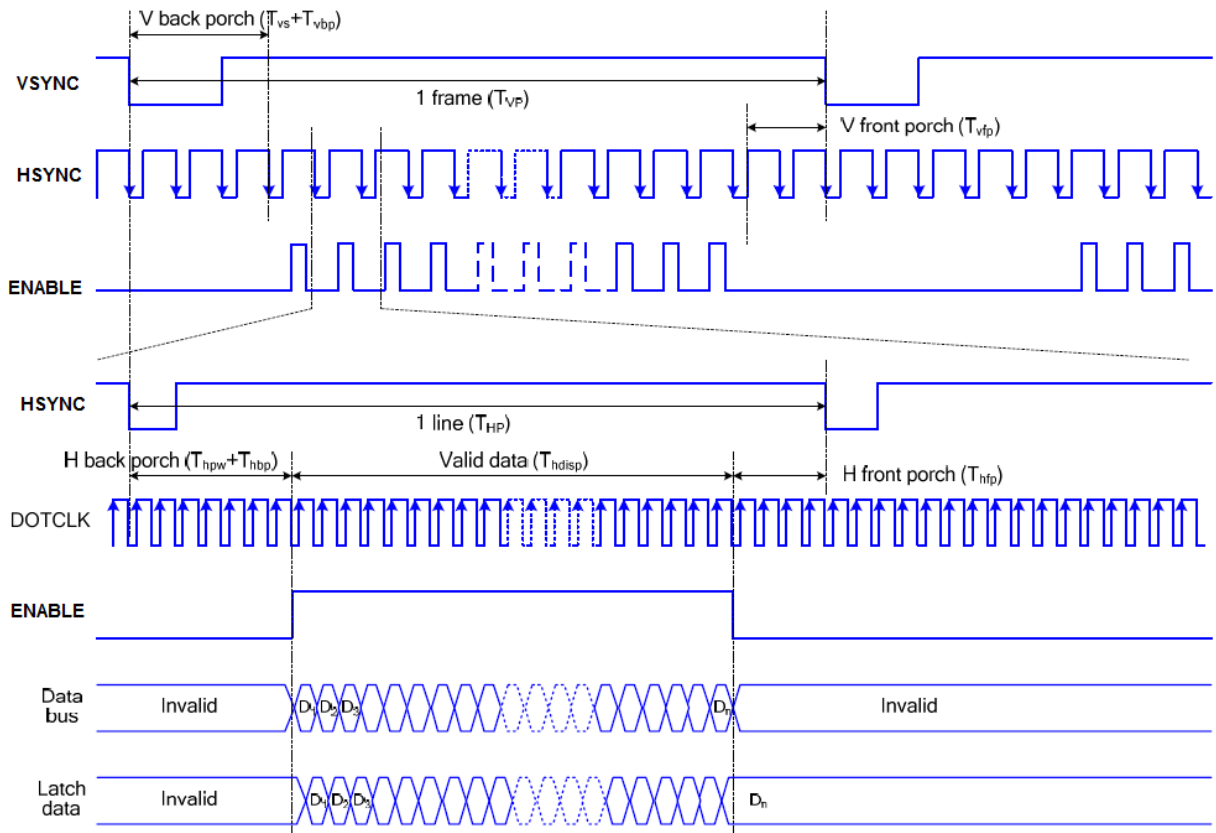 V back porch (Tvs+Tvbp)
VSYNC
1 frame (TVP)
V front porch (Tvfp)
HSYNC
ENABLE
HSYNC
1 line (THP)
H back porch (Thpw+Thbp)
Valid data (Thdisp)
H front porch (Thfp)
DOTCLK
ENABLE
Data
bus
Invalid
D1 D2 D3
Dn
Invalid
Latch
data
Invalid
D1 D2 D3
Dn